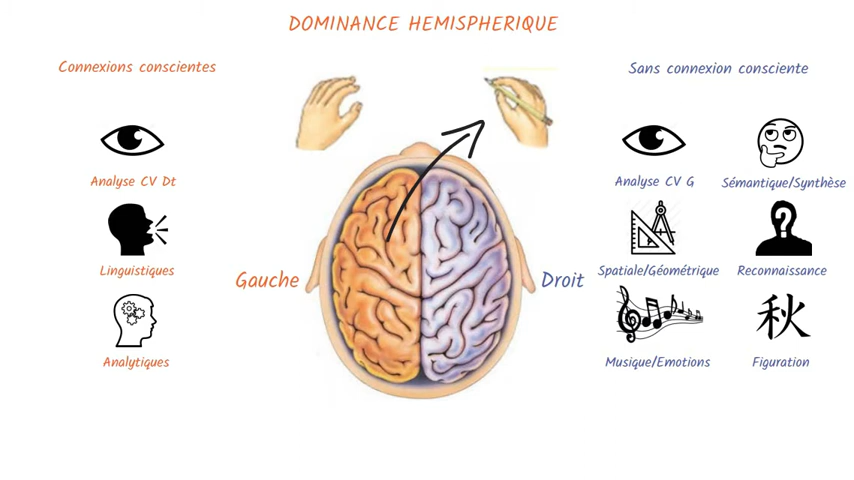 DOMINANCE HEMISPHERIQUE
Connexions conscientes
Sans connexion consciente
Analyse CV Dt
Analyse CV G
Sémantique/Synthèse
Linguistiques
Spatiale/Géométrique
Reconnaissance
Gauche
Droit
Analytiques
Musique/Emotions
秋
Figuration